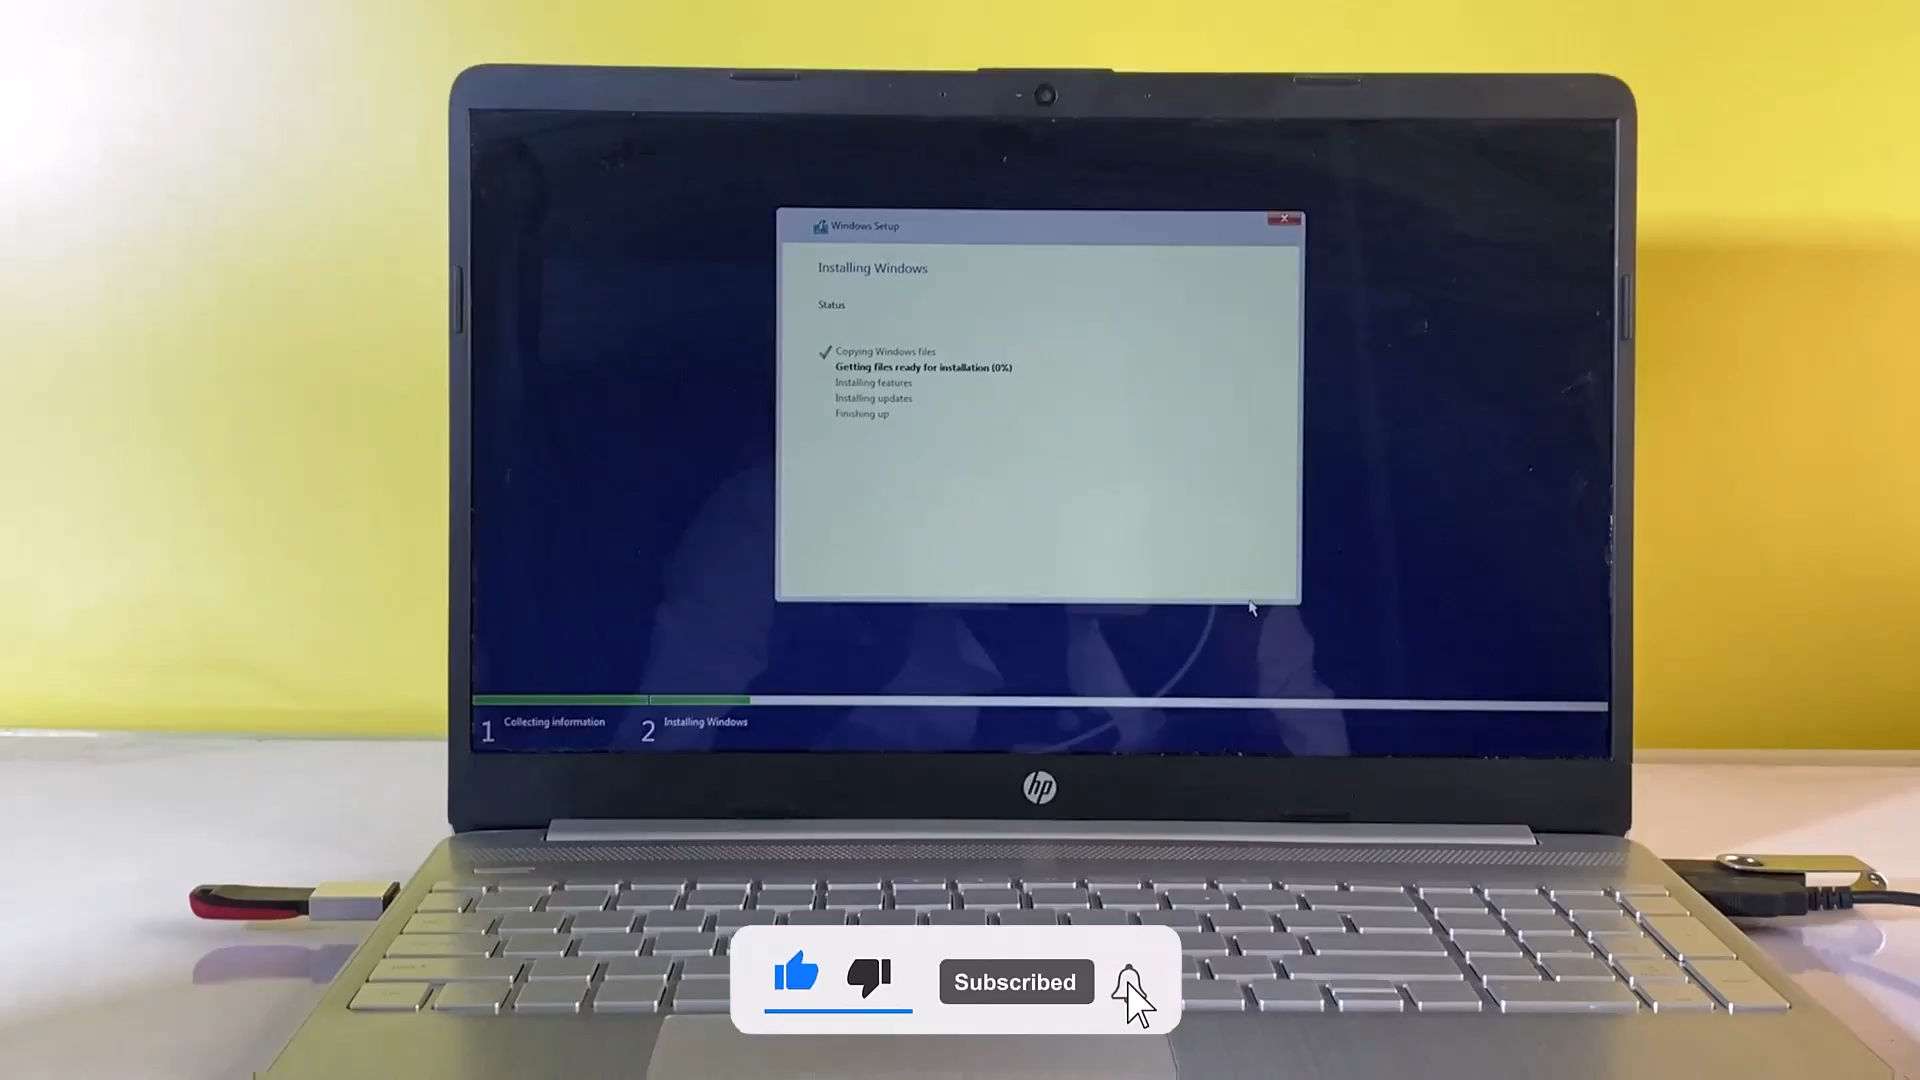 Windows Setup
Installing Windows
Status
Copying Windows files
Getting files ready for installation (0%)
Installing features
Installing updates
Finishing up
1 Collecting information
2 Installing Windows
hp
Subscribed